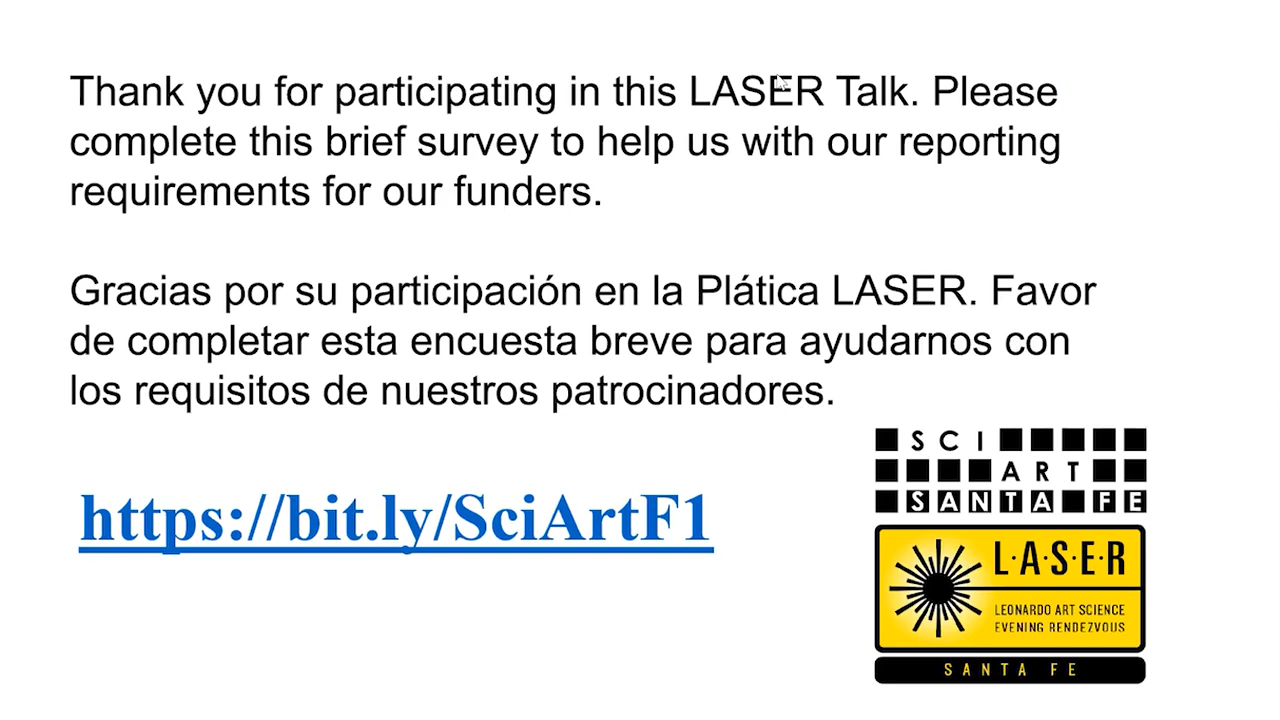 Thank you for participating in this LASER Talk. Please
complete this brief survey to help us with our reporting
requirements for our funders.
Gracias por su participación en la Plática LASER. Favor
de completar esta encuesta breve para ayudarnos con
los requisitos de nuestros patrocinadores.
https://bit.ly/SciArtF1
SCI
ART
SANTA FE
L·A·S·E·R
LEONARDO ART SCIENCE
EVENING RENDEZVOUS
SANTA FE